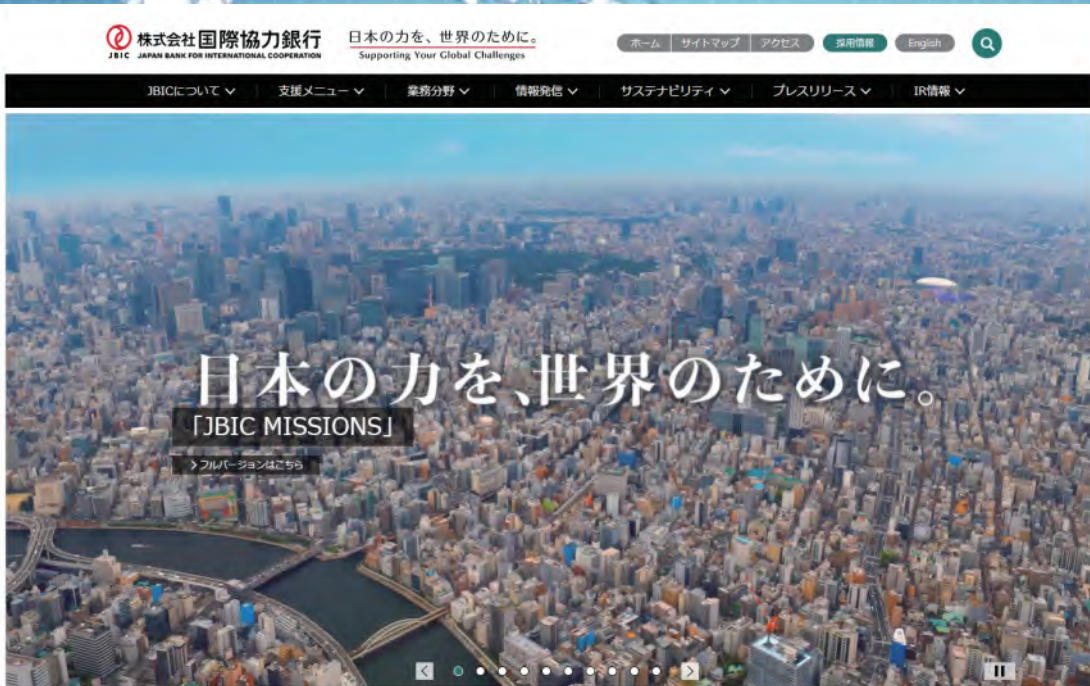 株式会社国際協力銀行
JBIC JAPAN BANK FOR INTERNATIONAL COOPERATION
日本の力を、世界のために。
Supporting Your Global Challenges
ホーム サイトマップ アクセス 採用情報 English
JBICについて 支援メニュー 業務分野 情報発信 サステナビリティ プレスリリース IR情報
日本の力を、世界のために。
「JBIC MISSIONS」
フルバージョンはこちら